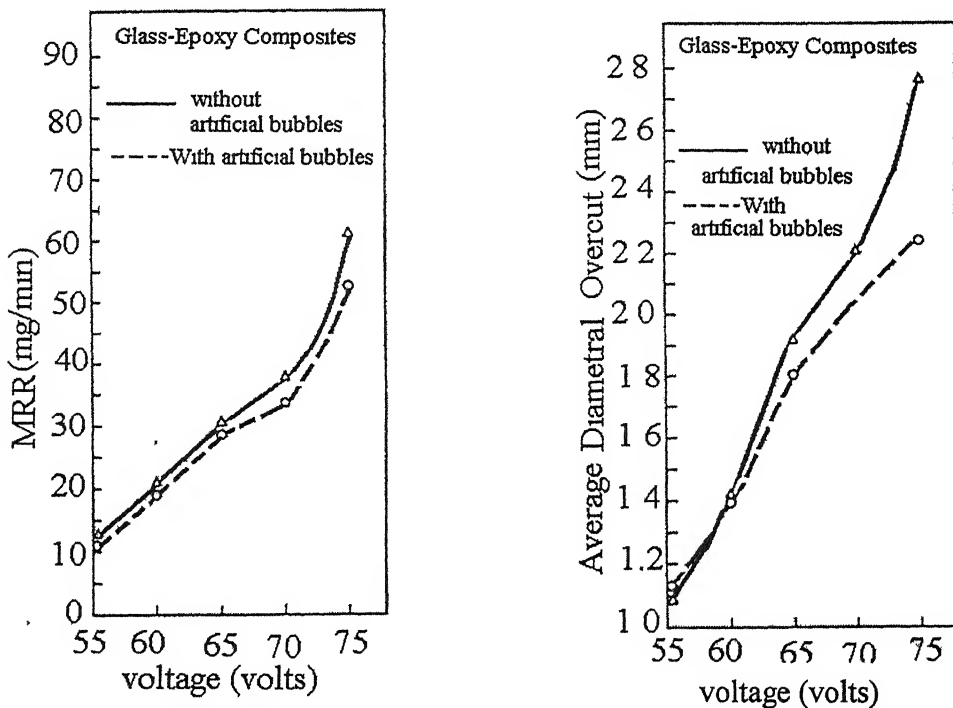 Glass-Epoxy Composites
without
artificial bubbles
With artificial bubbles
MRR (mg/min)
97
80
70
60
50
40
30
20
10
0
55 60 65 70 75
voltage (volts)
Glass-Epoxy Composites
without
artificial bubbles
With
artificial bubbles
Average Diametral Overcut (mm)
2 8
2 6
2 4
2 2
2 0
1 8
1 6
1 4
1.2
1 0
55 60 65 70 75
voltage (volts)